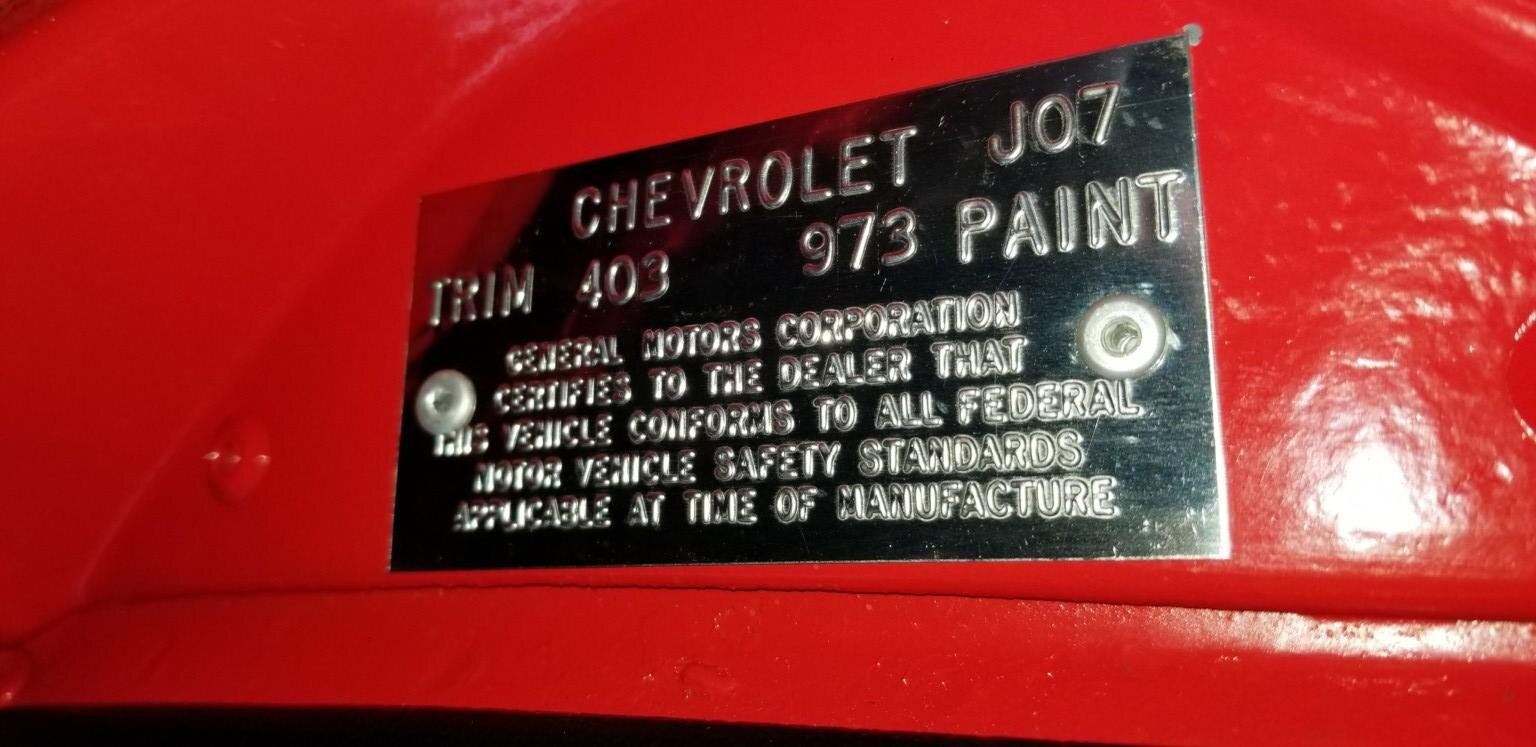 CHEVROLET J07
TRIM 403 973 PAINT
GENERAL MOTORS CORPORATION
CERTIFIES TO THE DEALER THAT
THIS VEHICLE CONFORMS TO ALL FEDERAL
MOTOR VEHICLE SAFETY STANDARDS
APPLICABLE AT TIME OF MANUFACTURE